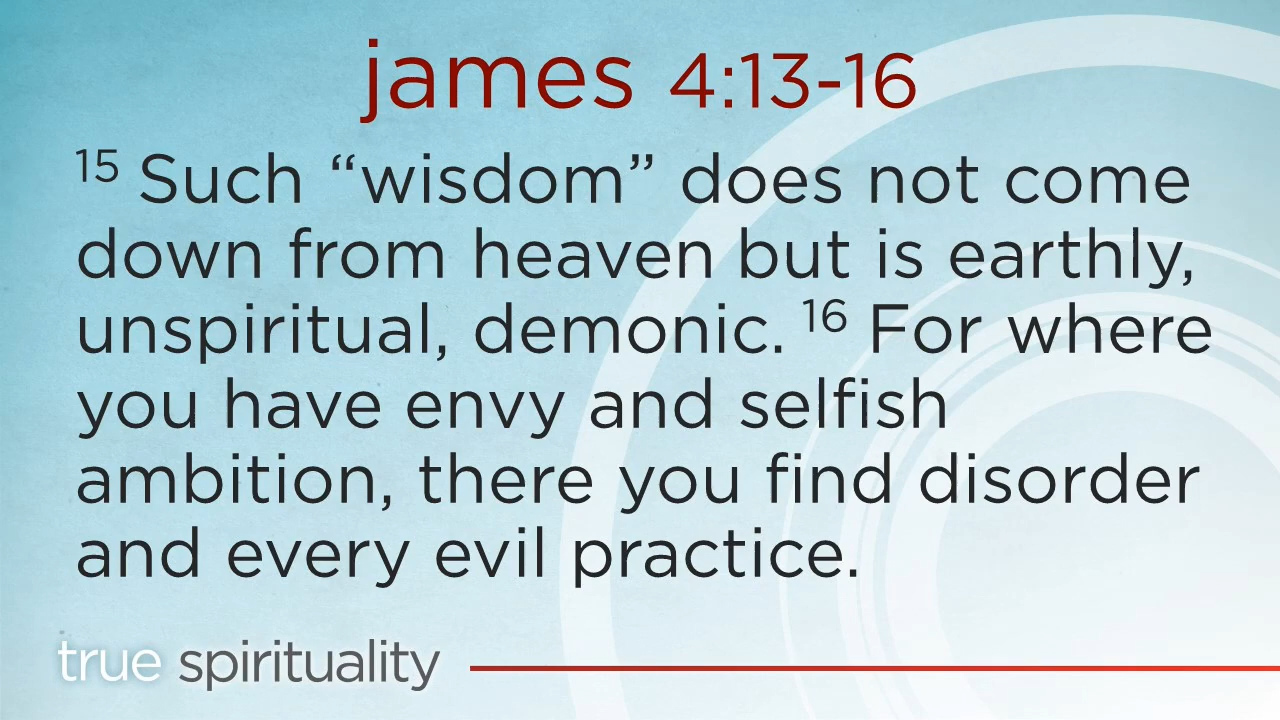 james 4:13-16
15 Such “wisdom” does not come
down from heaven but is earthly,
unspiritual, demonic. 16 For where
you have envy and selfish
ambition, there you find disorder
and every evil practice.
true spirituality